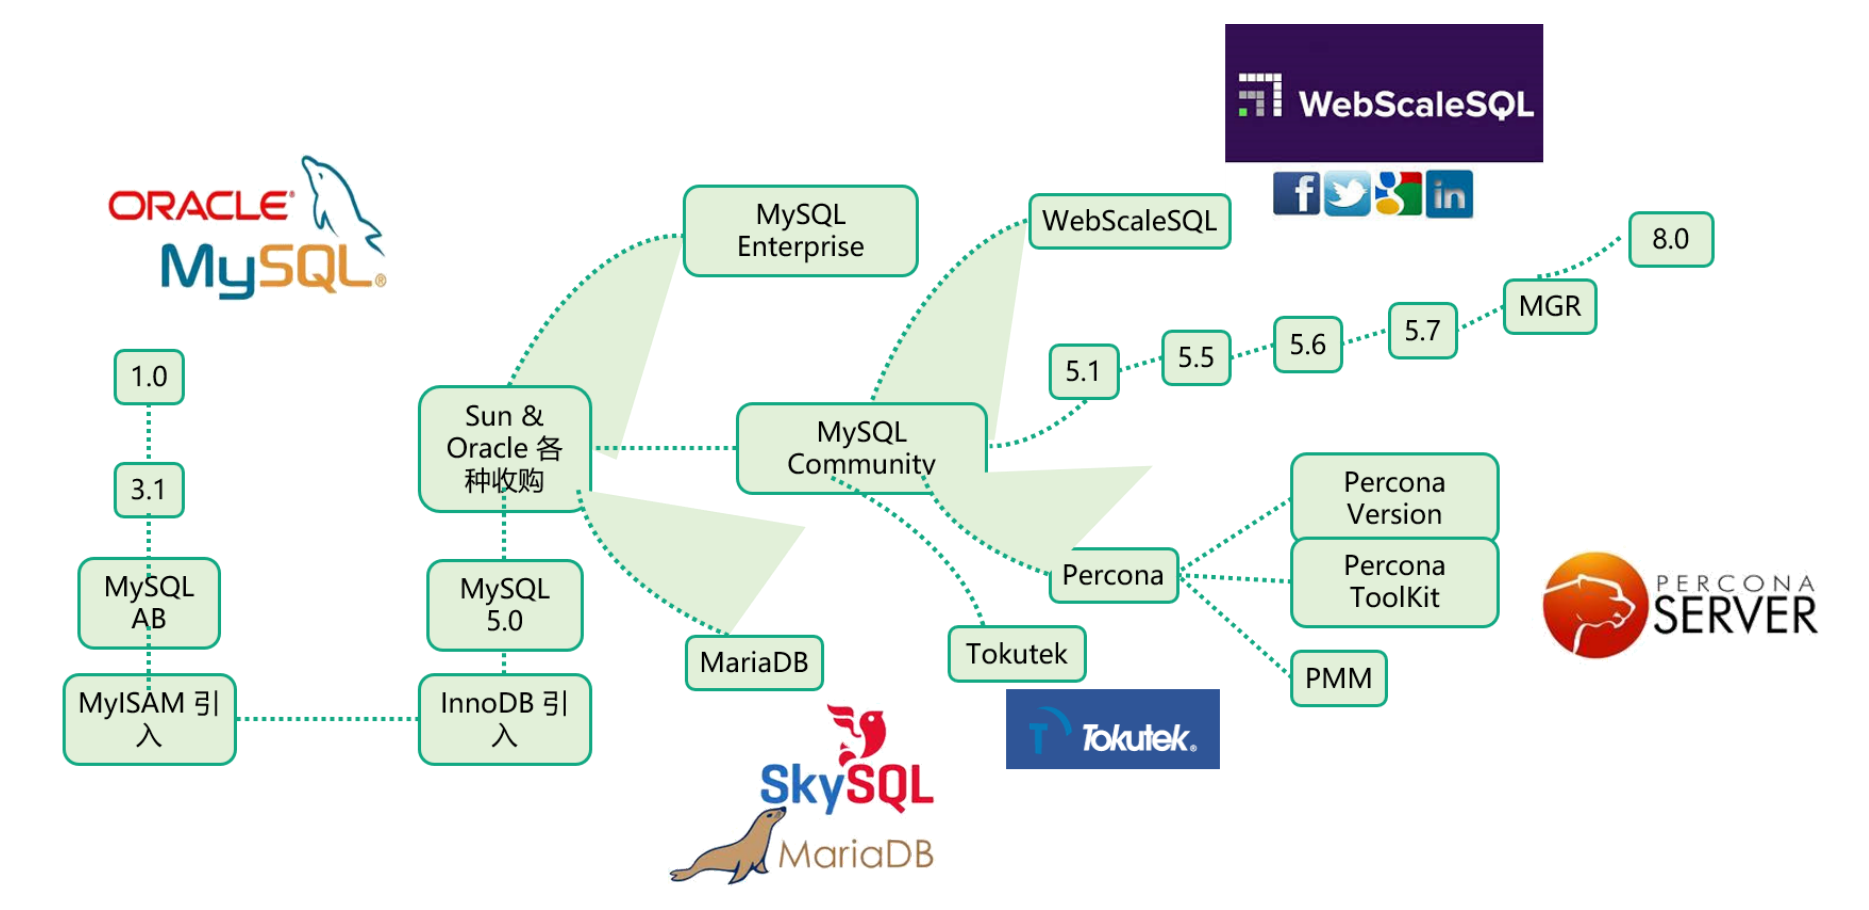 WebScaleSQL
f
in
ORACLE®
MySQL®
1.0
3.1
MySQL
AB
MyISAM 引
入
InnoDB 引
入
MySQL
5.0
Sun &
Oracle 各
种收购
MySQL
Enterprise
MySQL
Community
MariaDB
SkySQL
MariaDB
WebScaleSQL
5.1
5.5
5.6
5.7
MGR
8.0
Tokutek
T Tokutek®
Percona
Percona
Version
Percona
ToolKit
PMM
PERCONA
SERVER